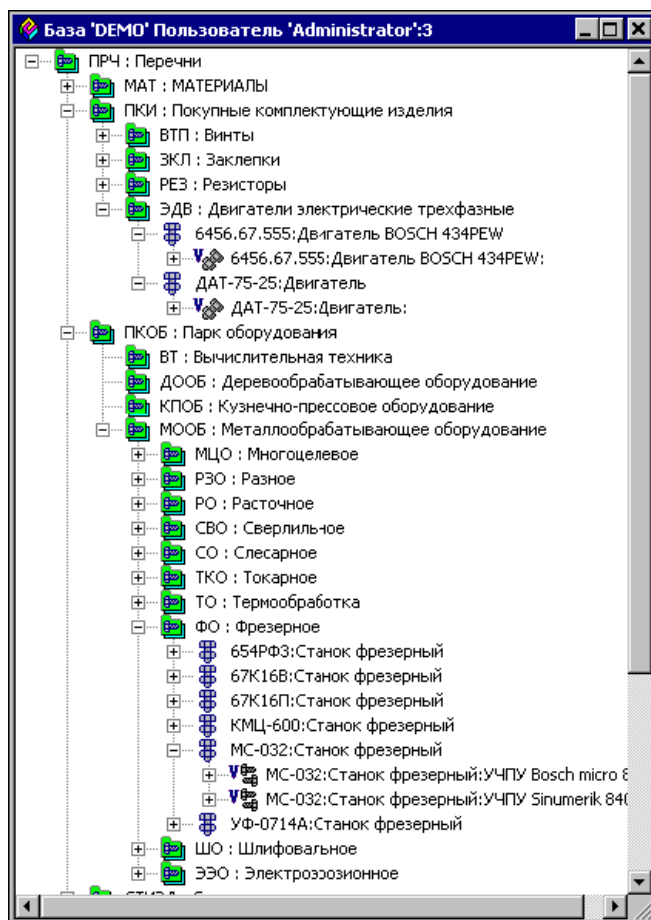 База 'DEMO' Пользователь 'Administrator':3
ПРЧ : Перечни
МАТ : МАТЕРИАЛЫ
ПКИ : Покупные комплектующие изделия
ВТП : Винты
ЗКЛ : Заклепки
РЕЗ : Резисторы
ЭДВ : Двигатели электрические трехфазные
6456.67.555:Двигатель BOSCH 434PEW
6456.67.555:Двигатель BOSCH 434PEW:
ДАТ-75-25:Двигатель
ДАТ-75-25:Двигатель:
ПКОБ : Парк оборудования
ВТ : Вычислительная техника
ДООБ : Деревообрабатывающее оборудование
КПОБ : Кузнечно-прессовое оборудование
МООБ : Металлообрабатывающее оборудование
МЦО : Многоцелевое
РЗО : Разное
РО : Расточное
СВО : Сверлильное
СО : Слесарное
ТКО : Токарное
ТО : Термообработка
ФО : Фрезерное
654РФ3:Станок фрезерный
67К16В:Станок фрезерный
67К16П:Станок фрезерный
КМЦ-600:Станок фрезерный
МС-032:Станок фрезерный
МС-032:Станок фрезерный:УЧПУ Bosch micro
МС-032:Станок фрезерный:УЧПУ Sinumerik 840
УФ-0714А:Станок фрезерный
ШО : Шлифовальное
ЭЭО : Электроэрозионное